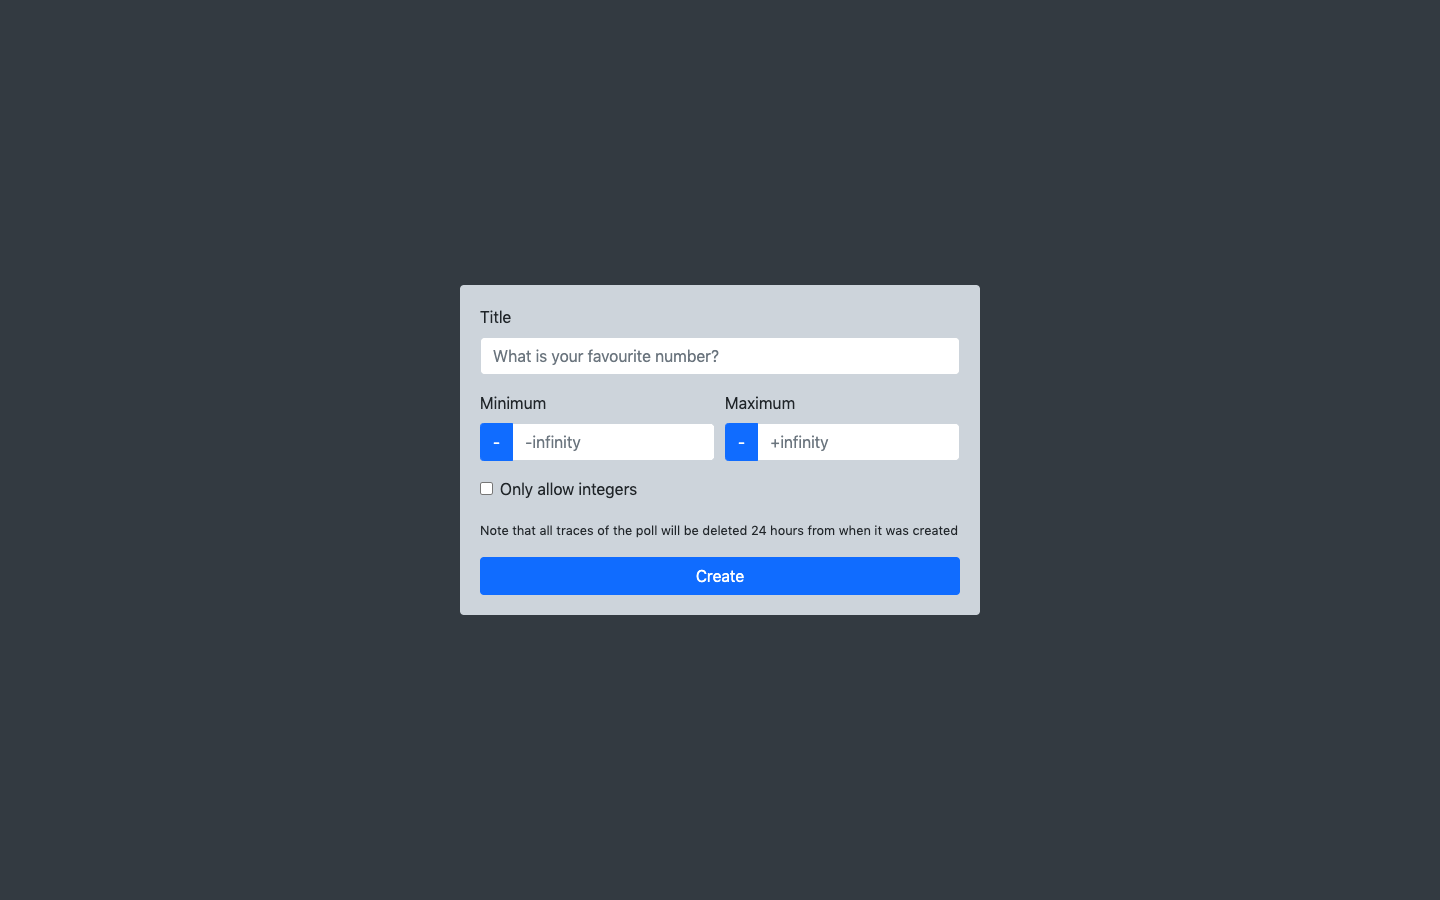 Title
What is your favourite number?
Minimum
Maximum
- -infinity
- +infinity
Only allow integers
Note that all traces of the poll will be deleted 24 hours from when it was created
Create